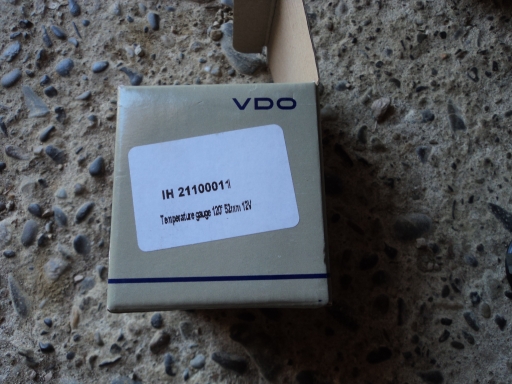 VDO
IH 21100011
Temperature gauge 120° 52mm 12V